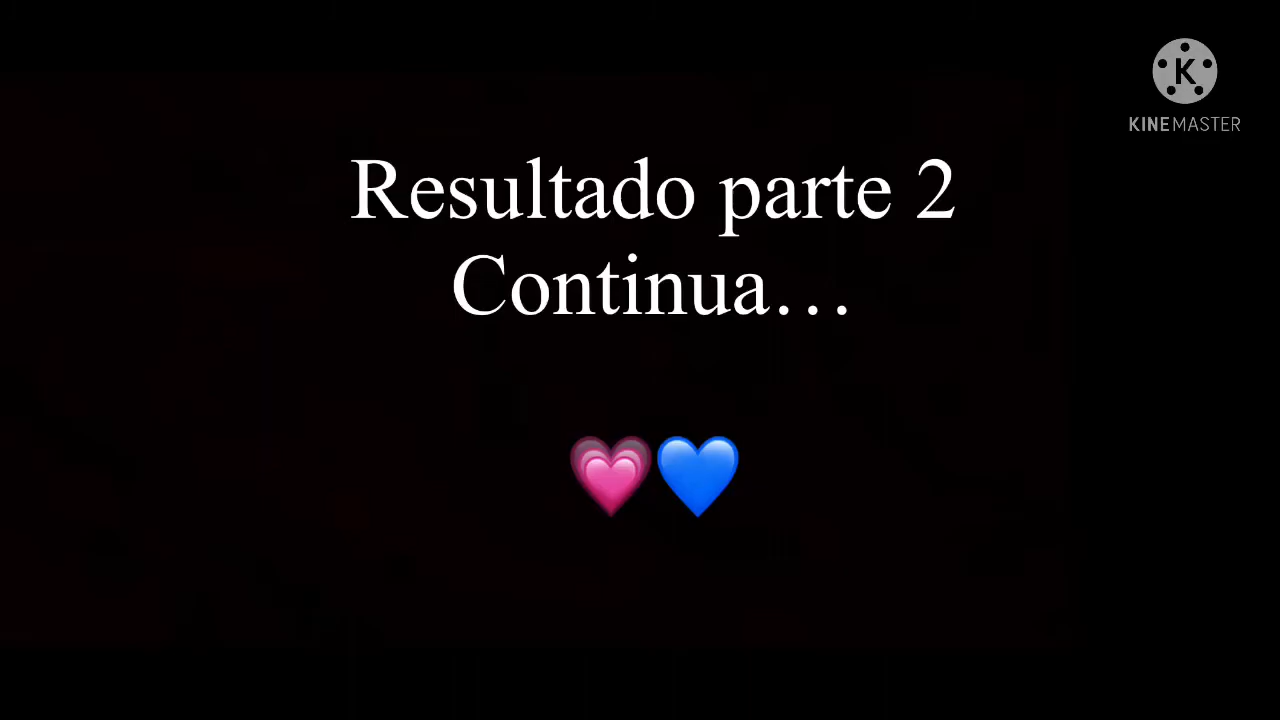 K
KINEMASTER
Resultado parte 2
Continua…
💗💙